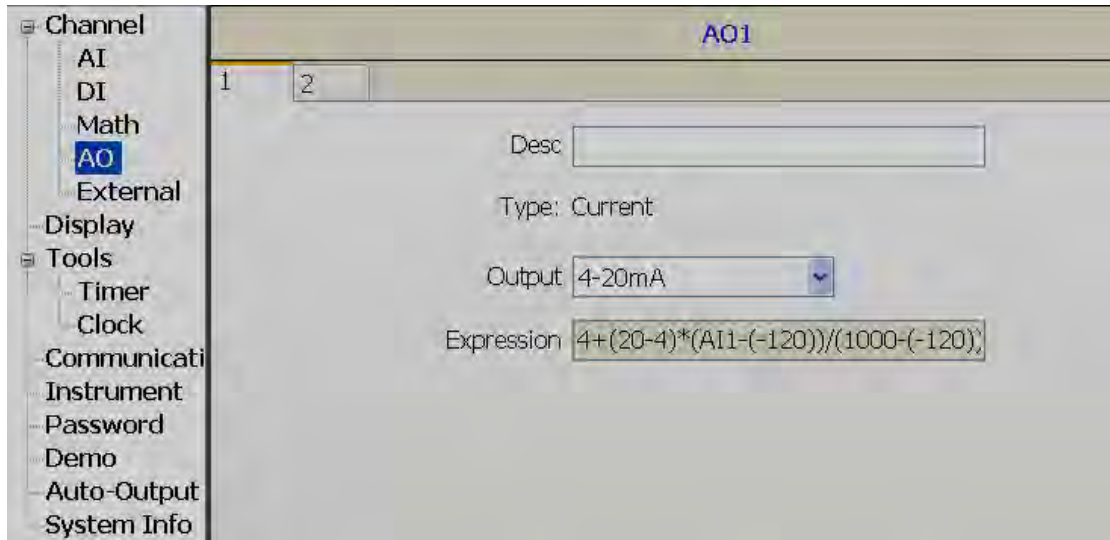 Channel
AI
DI
Math
AO
External
Display
Tools
Timer
Clock
Communicati
Instrument
Password
Demo
Auto-Output
System Info
AO1
1 2
Desc
Type: Current
Output 4-20mA
Expression 4+(20-4)*(AI1-(-120))/(1000-(-120))